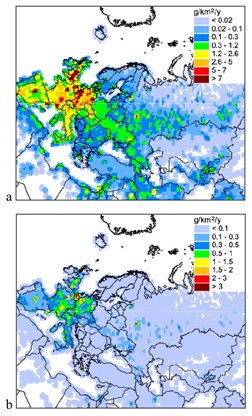 g/km²/y
< 0.02
0.02 - 0.1
0.1 - 0.3
0.3 - 1.2
1.2 - 2.6
2.6 - 5
5 - 7
> 7
a
g/km²/y
< 0.1
0.1 - 0.3
0.3 - 0.5
0.5 - 1
1 - 1.5
1.5 - 2
2 - 3
> 3
b